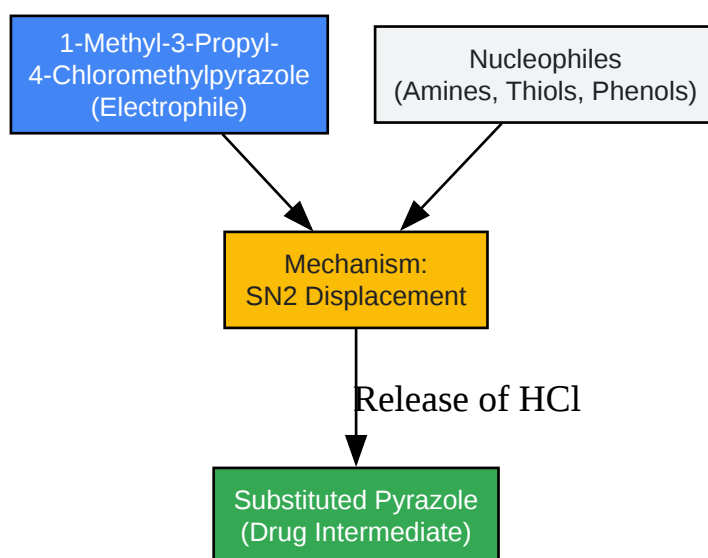 1-Methyl-3-Propyl-
4-Chloromethylpyrazole
(Electrophile)
Nucleophiles
(Amines, Thiols, Phenols)
Mechanism:
SN2 Displacement
Release of HCl
Substituted Pyrazole
(Drug Intermediate)